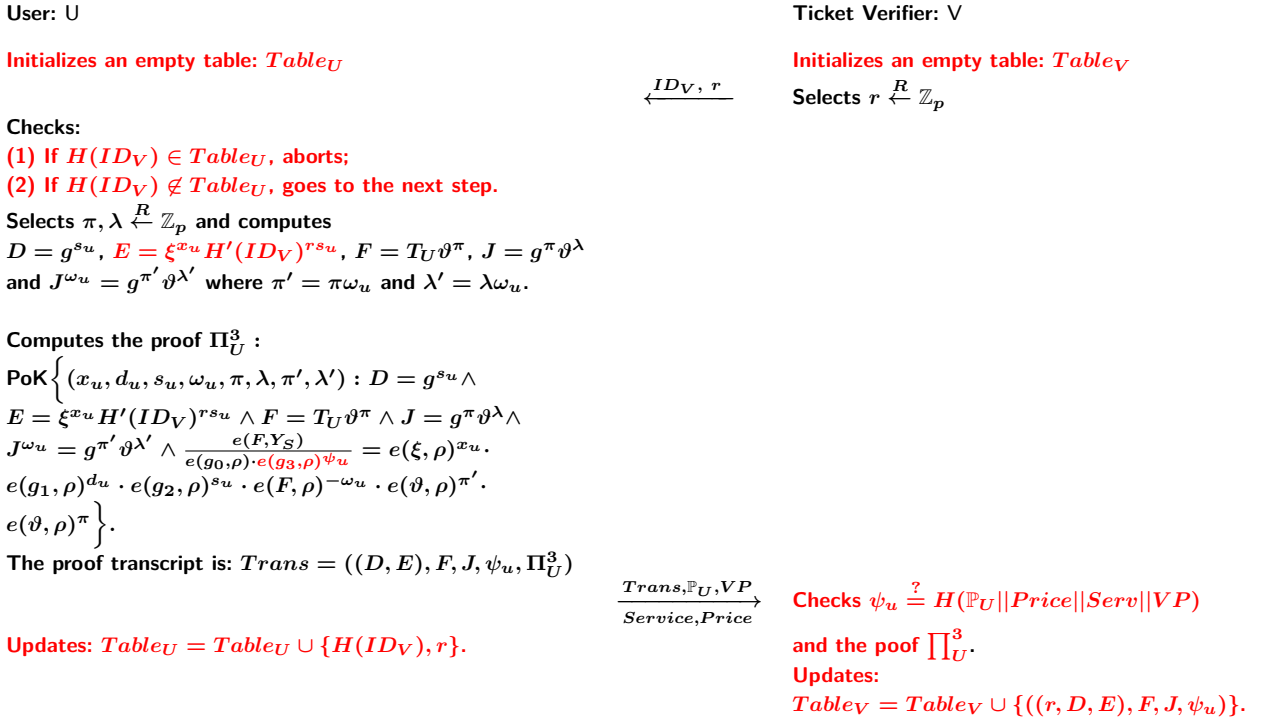 User: U
Ticket Verifier: V
Initializes an empty table: Table_U
Initializes an empty table: Table_V
ID_V, r
←
Selects r ←^R ℤ_p
Checks:
(1) If H(ID_V) ∈ Table_U, aborts;
(2) If H(ID_V) ∉ Table_U, goes to the next step.
Selects π, λ ←^R ℤ_p and computes
D = g^{s_u}, E = ξ^{x_u} H′(ID_V)^{rs_u}, F = T_U ϑ^π, J = g^π ϑ^λ
and J^{ω_u} = g^{π′} ϑ^{λ′} where π′ = πω_u and λ′ = λω_u.
Computes the proof Π_U^3 :
PoK{(x_u, d_u, s_u, ω_u, π, λ, π′, λ′) : D = g^{s_u} ∧
E = ξ^{x_u} H′(ID_V)^{rs_u} ∧ F = T_U ϑ^π ∧ J = g^π ϑ^λ ∧
J^{ω_u} = g^{π′} ϑ^{λ′} ∧ \frac{e(F,Y_S)}{e(g_0,ρ)·e(g_3,ρ)^{ψ_u}} = e(ξ, ρ)^{x_u}·
e(g_1, ρ)^{d_u} · e(g_2, ρ)^{s_u} · e(F, ρ)^{−ω_u} · e(ϑ, ρ)^{π′}·
e(ϑ, ρ)^π}.
The proof transcript is: Trans = ((D, E), F, J, ψ_u, Π_U^3)
Trans,ℙ_U,VP
→
Service,Price
Checks ψ_u ≟ H(ℙ_U||Price||Serv||VP)
and the poof ∏_U^3.
Updates: Table_U = Table_U ∪ {H(ID_V), r}.
Updates:
Table_V = Table_V ∪ {((r, D, E), F, J, ψ_u)}.